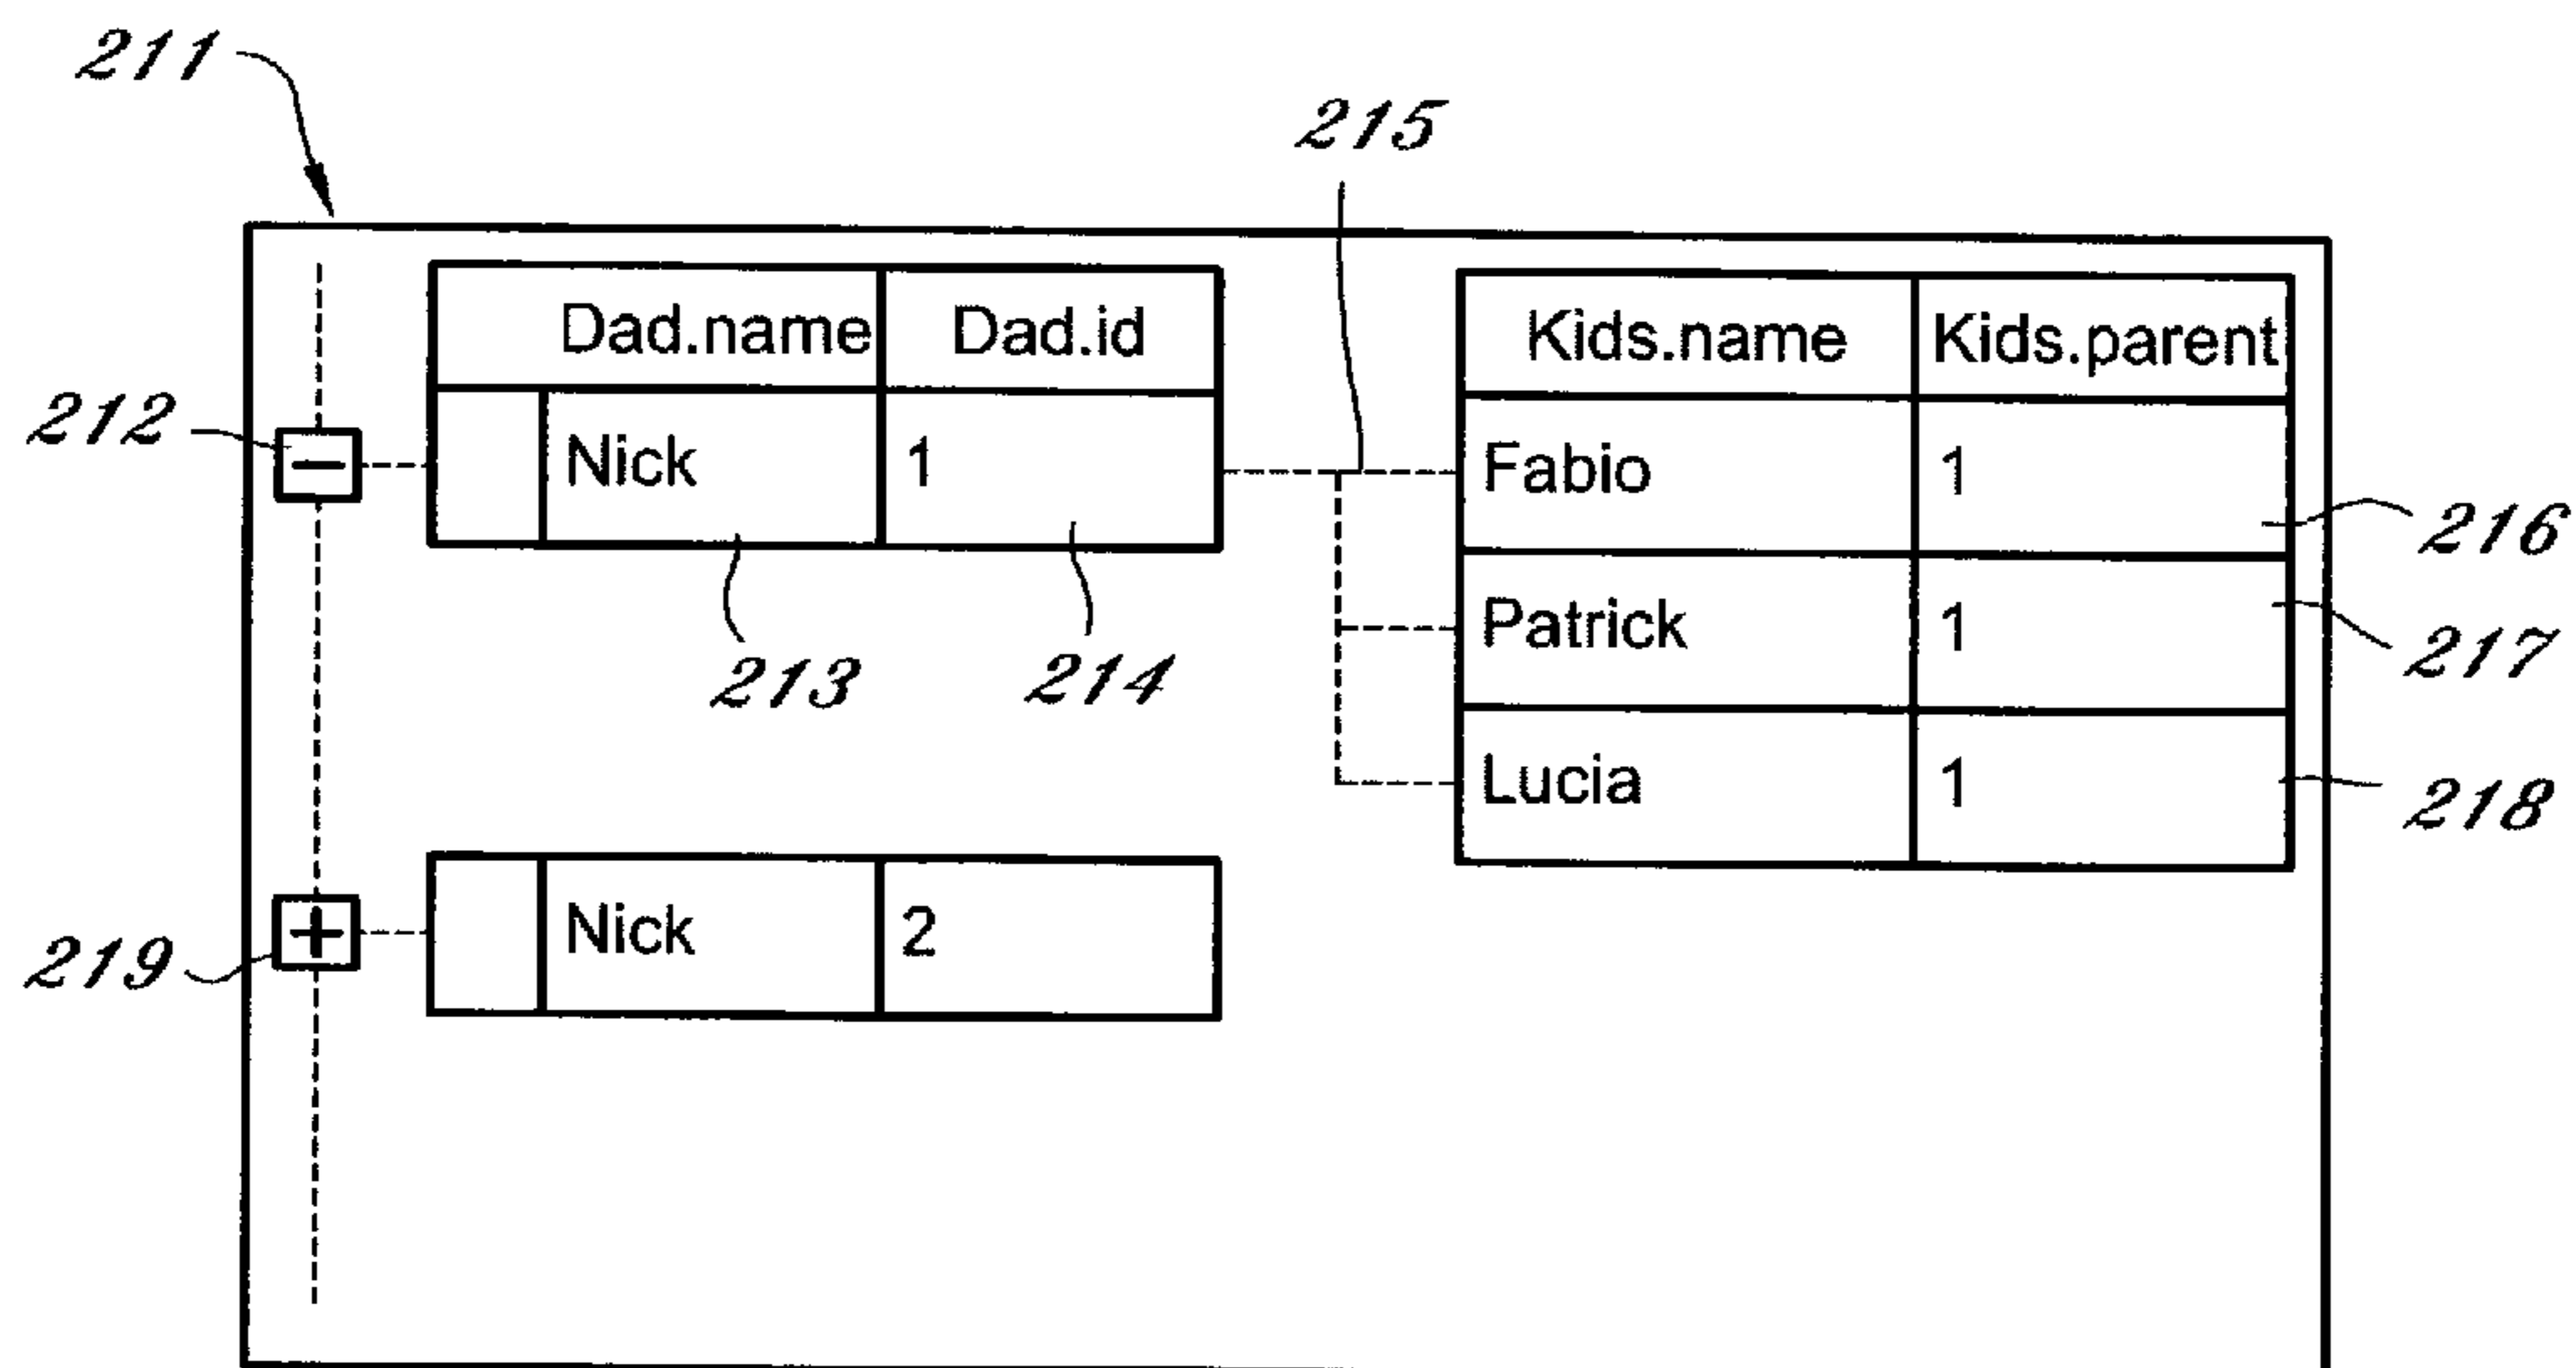 211
215
Dad.name Dad.id Kids.name Kids.parent
212 − Nick 1 Fabio 1
216
Patrick 1
213 214 217
Lucia 1
218
219 + Nick 2